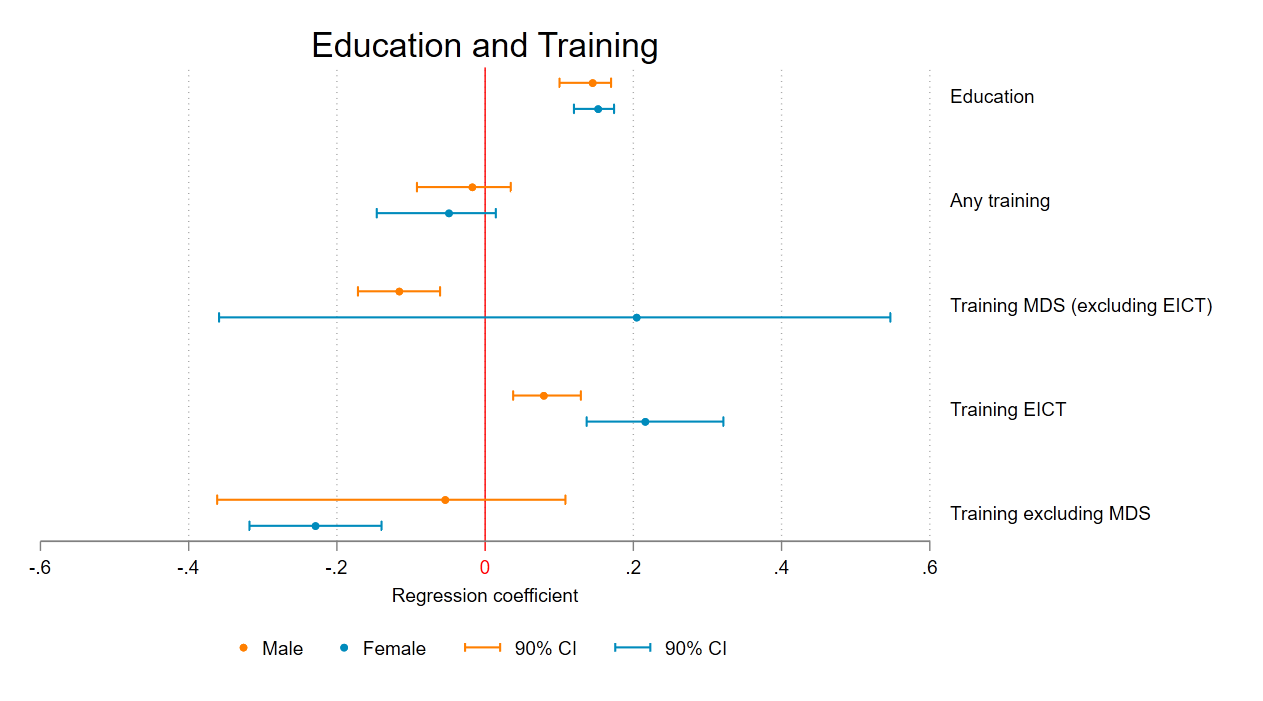 Education and Training
Education
Any training
Training MDS (excluding EICT)
Training EICT
Training excluding MDS
-.6 -.4 -.2 0 .2 .4 .6
Regression coefficient
Male Female 90% CI 90% CI